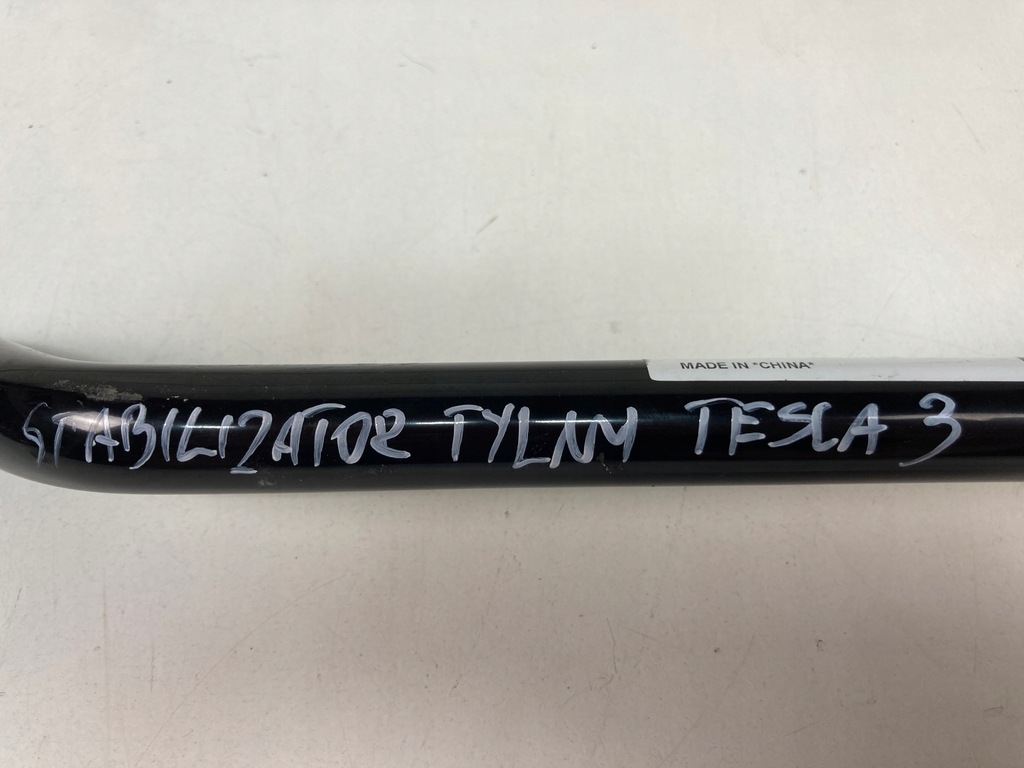 MADE IN *CHINA*
STABILIZATOR TYLNY TESLA 3